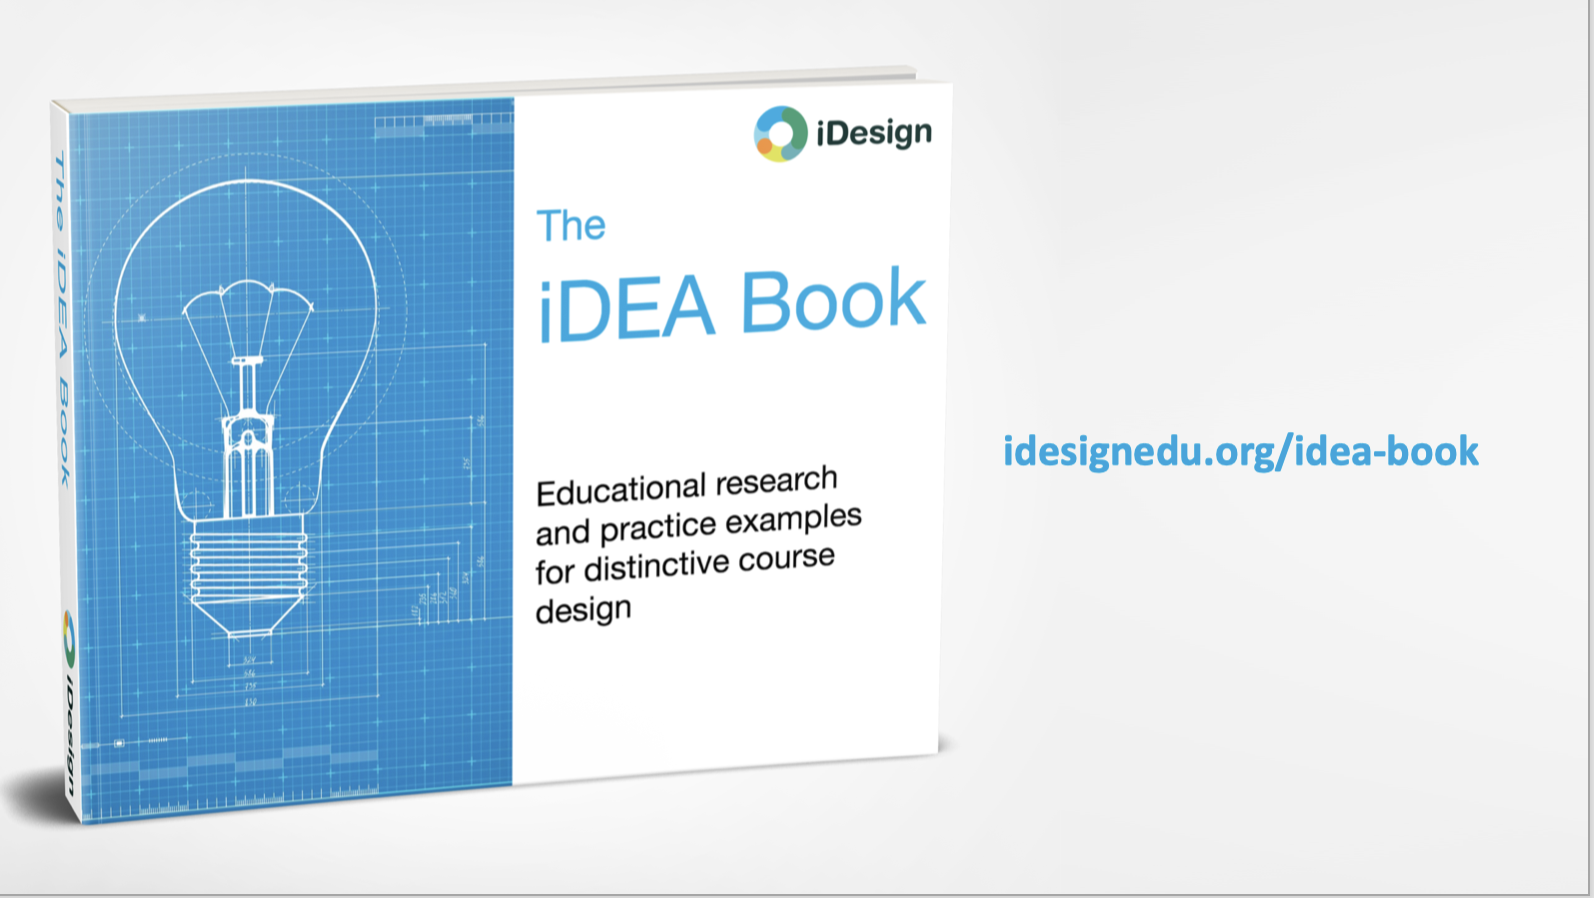 The iDEA Book
iDesign
iDesign
The
iDEA Book
Educational research
and practice examples
for distinctive course
design
idesignedu.org/idea-book